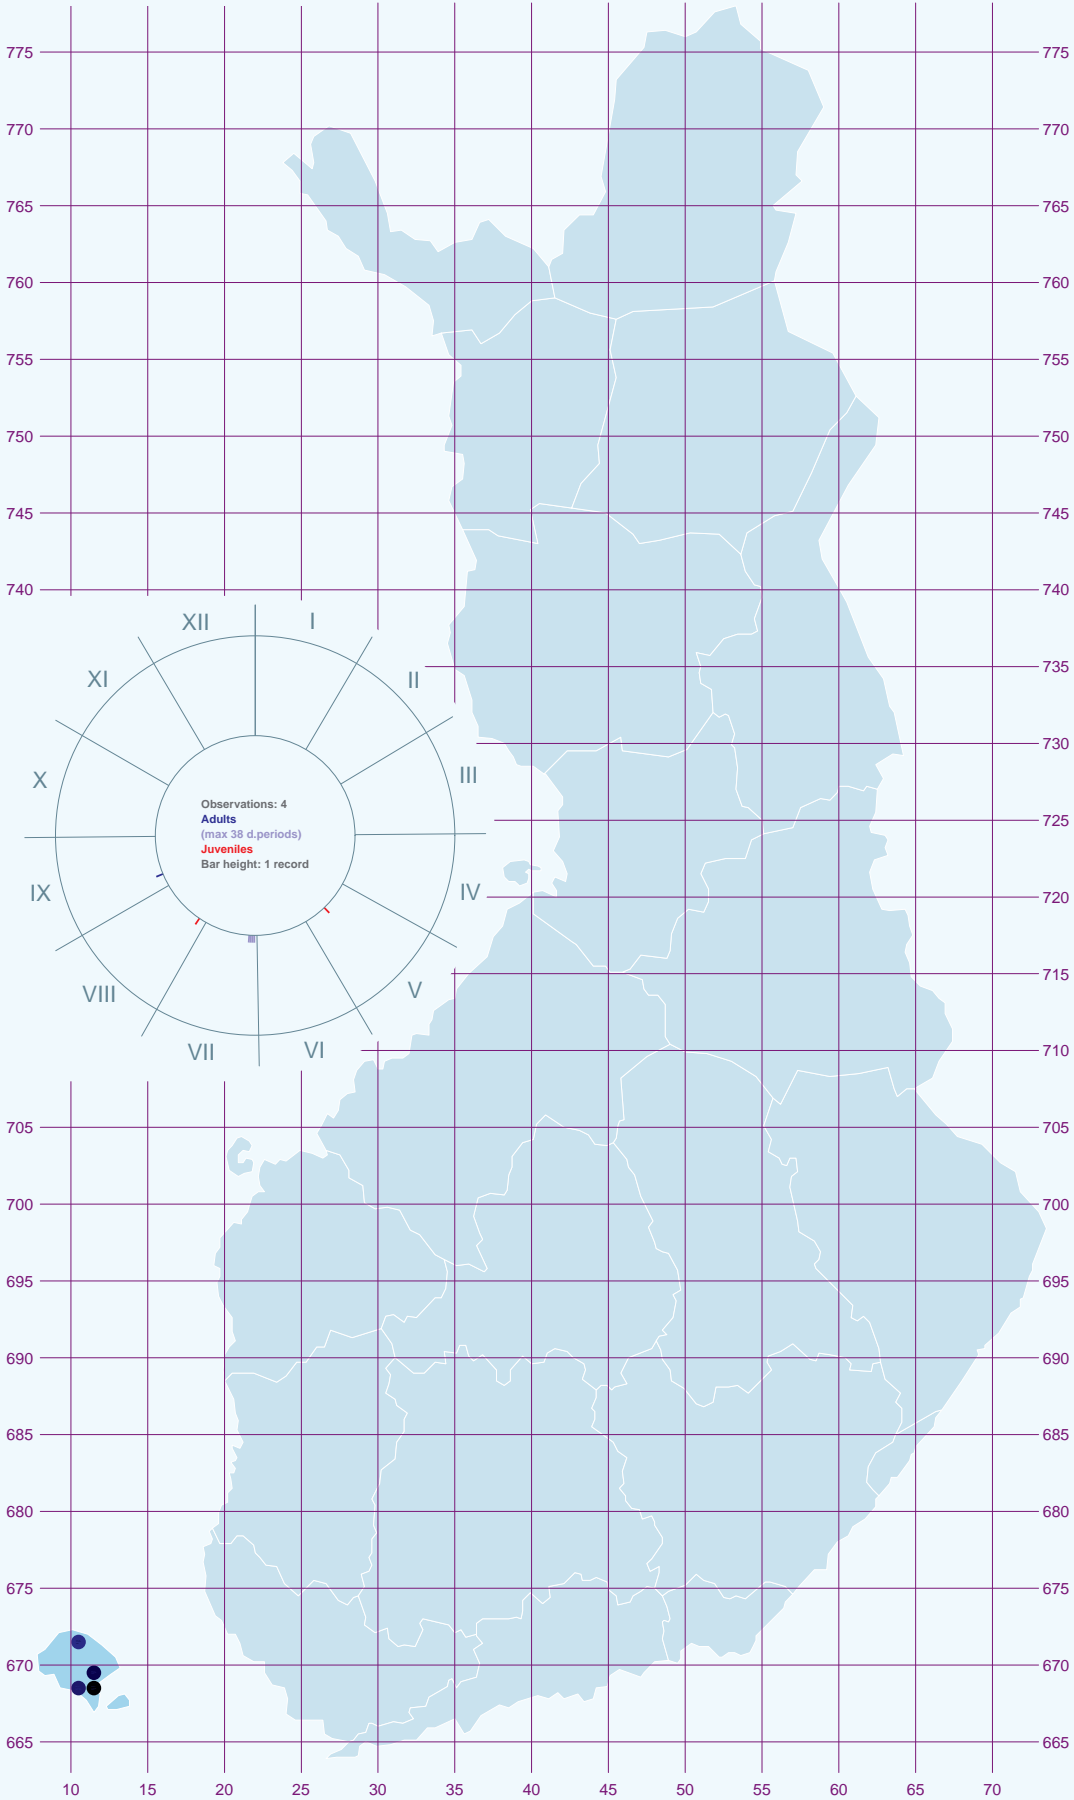 775 775
770 770
765 765
760 760
755 755
750 750
745 745
740 740
XII I
XI II
735
730
X III
725
Observations: 4
Adults
(max 38 d.periods)
Juveniles
Bar height: 1 record
IX IV
720
VIII V
715
VII VI
710
705 705
700 700
695 695
690 690
685 685
680 680
675 675
670 670
665 665
10 15 20 25 30 35 40 45 50 55 60 65 70